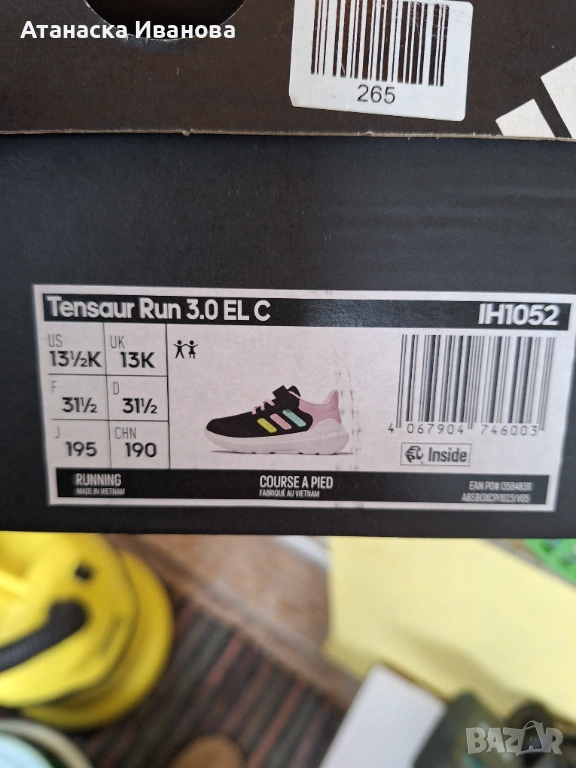 Атанаска Иванова
265
Tensaur Run 3.0 EL C
IH1052
US
13½K
UK
13K
F
31½
D
31½
J
195
CHN
190
4 067904 746003
Inside
RUNNING
MADE IN VIETNAM
COURSE A PIED
FABRIQUE AU VIETNAM
BAZAR